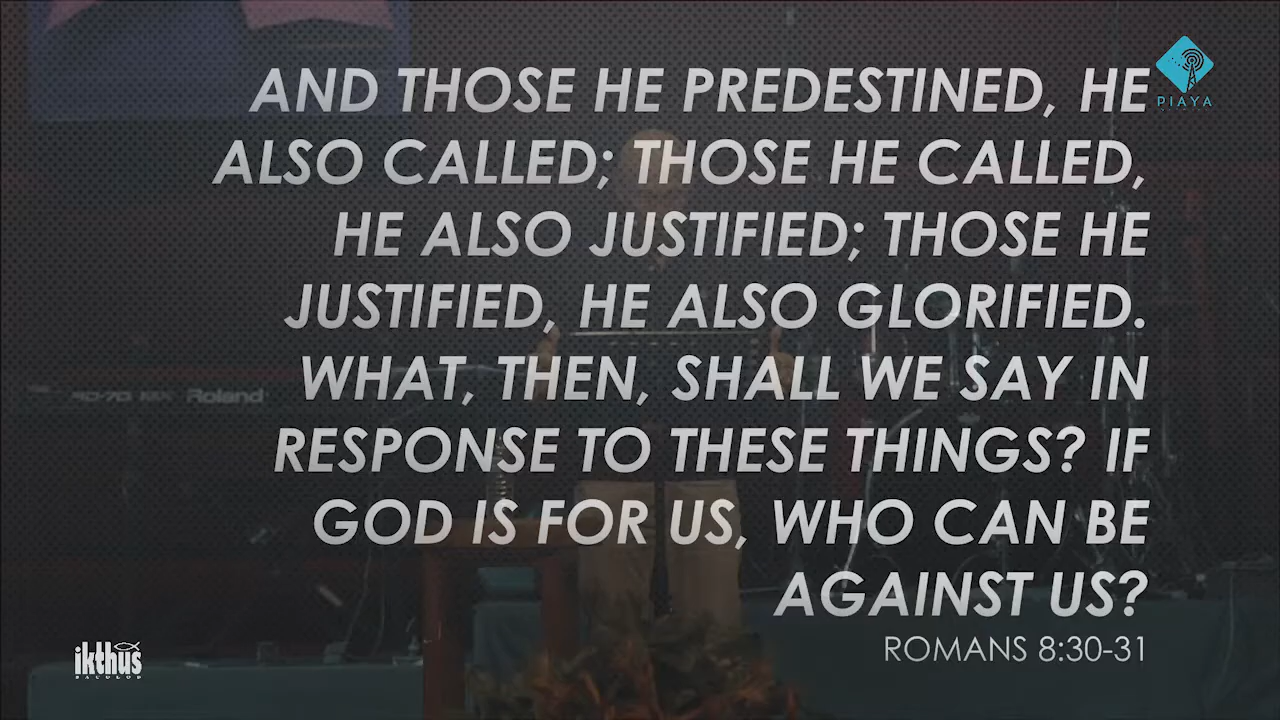 AND THOSE HE PREDESTINED, HE
ALSO CALLED; THOSE HE CALLED,
HE ALSO JUSTIFIED; THOSE HE
JUSTIFIED, HE ALSO GLORIFIED.
WHAT, THEN, SHALL WE SAY IN
RESPONSE TO THESE THINGS? IF
GOD IS FOR US, WHO CAN BE
AGAINST US?
ROMANS 8:30-31
PIAYA
Roland
ikthus
BACOLOD